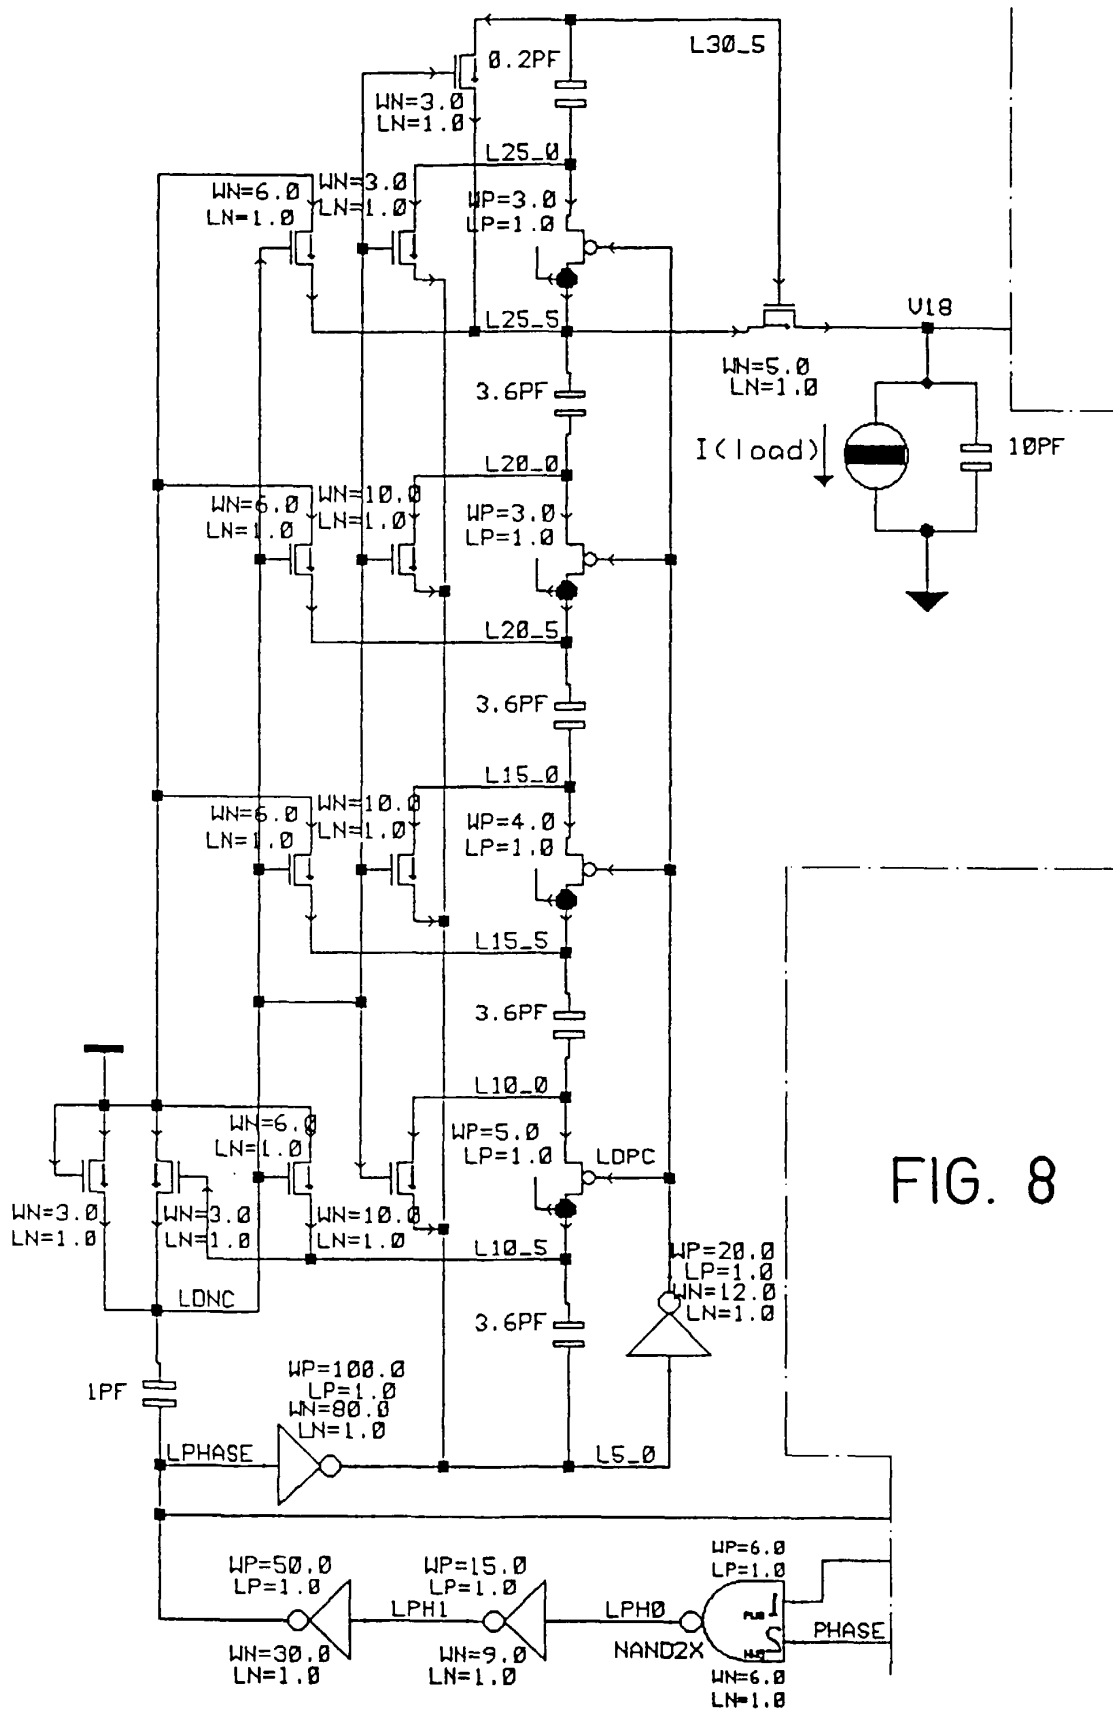 L30_5
0.2PF
WN=3.0
LN=1.0
L25_0
WN=6.0
LN=1.0
WN=3.0
LN=1.0
WP=3.0
LP=1.0
L25_5
V18
WN=5.0
LN=1.0
3.6PF
I(load)
10PF
L20_0
WN=6.0
LN=1.0
WN=10.0
LN=1.0
WP=3.0
LP=1.0
L20_5
3.6PF
L15_0
WN=6.0
LN=1.0
WN=10.0
LN=1.0
WP=4.0
LP=1.0
L15_5
3.6PF
L10_0
WN=6.0
LN=1.0
WP=5.0
LP=1.0
LDPC
FIG. 8
WN=3.0
LN=1.0
WN=3.0
LN=1.0
WN=10.0
LN=1.0
L10_5
WP=20.0
LP=1.0
WN=12.0
LN=1.0
LDNC
3.6PF
1PF
WP=100.0
LP=1.0
WN=80.0
LN=1.0
LPHASE
L5_0
WP=50.0
LP=1.0
WP=15.0
LP=1.0
WP=6.0
LP=1.0
LPH1
LPH0
PHASE
NAND2X
WN=30.0
LN=1.0
WN=9.0
LN=1.0
WN=6.0
LN=1.0